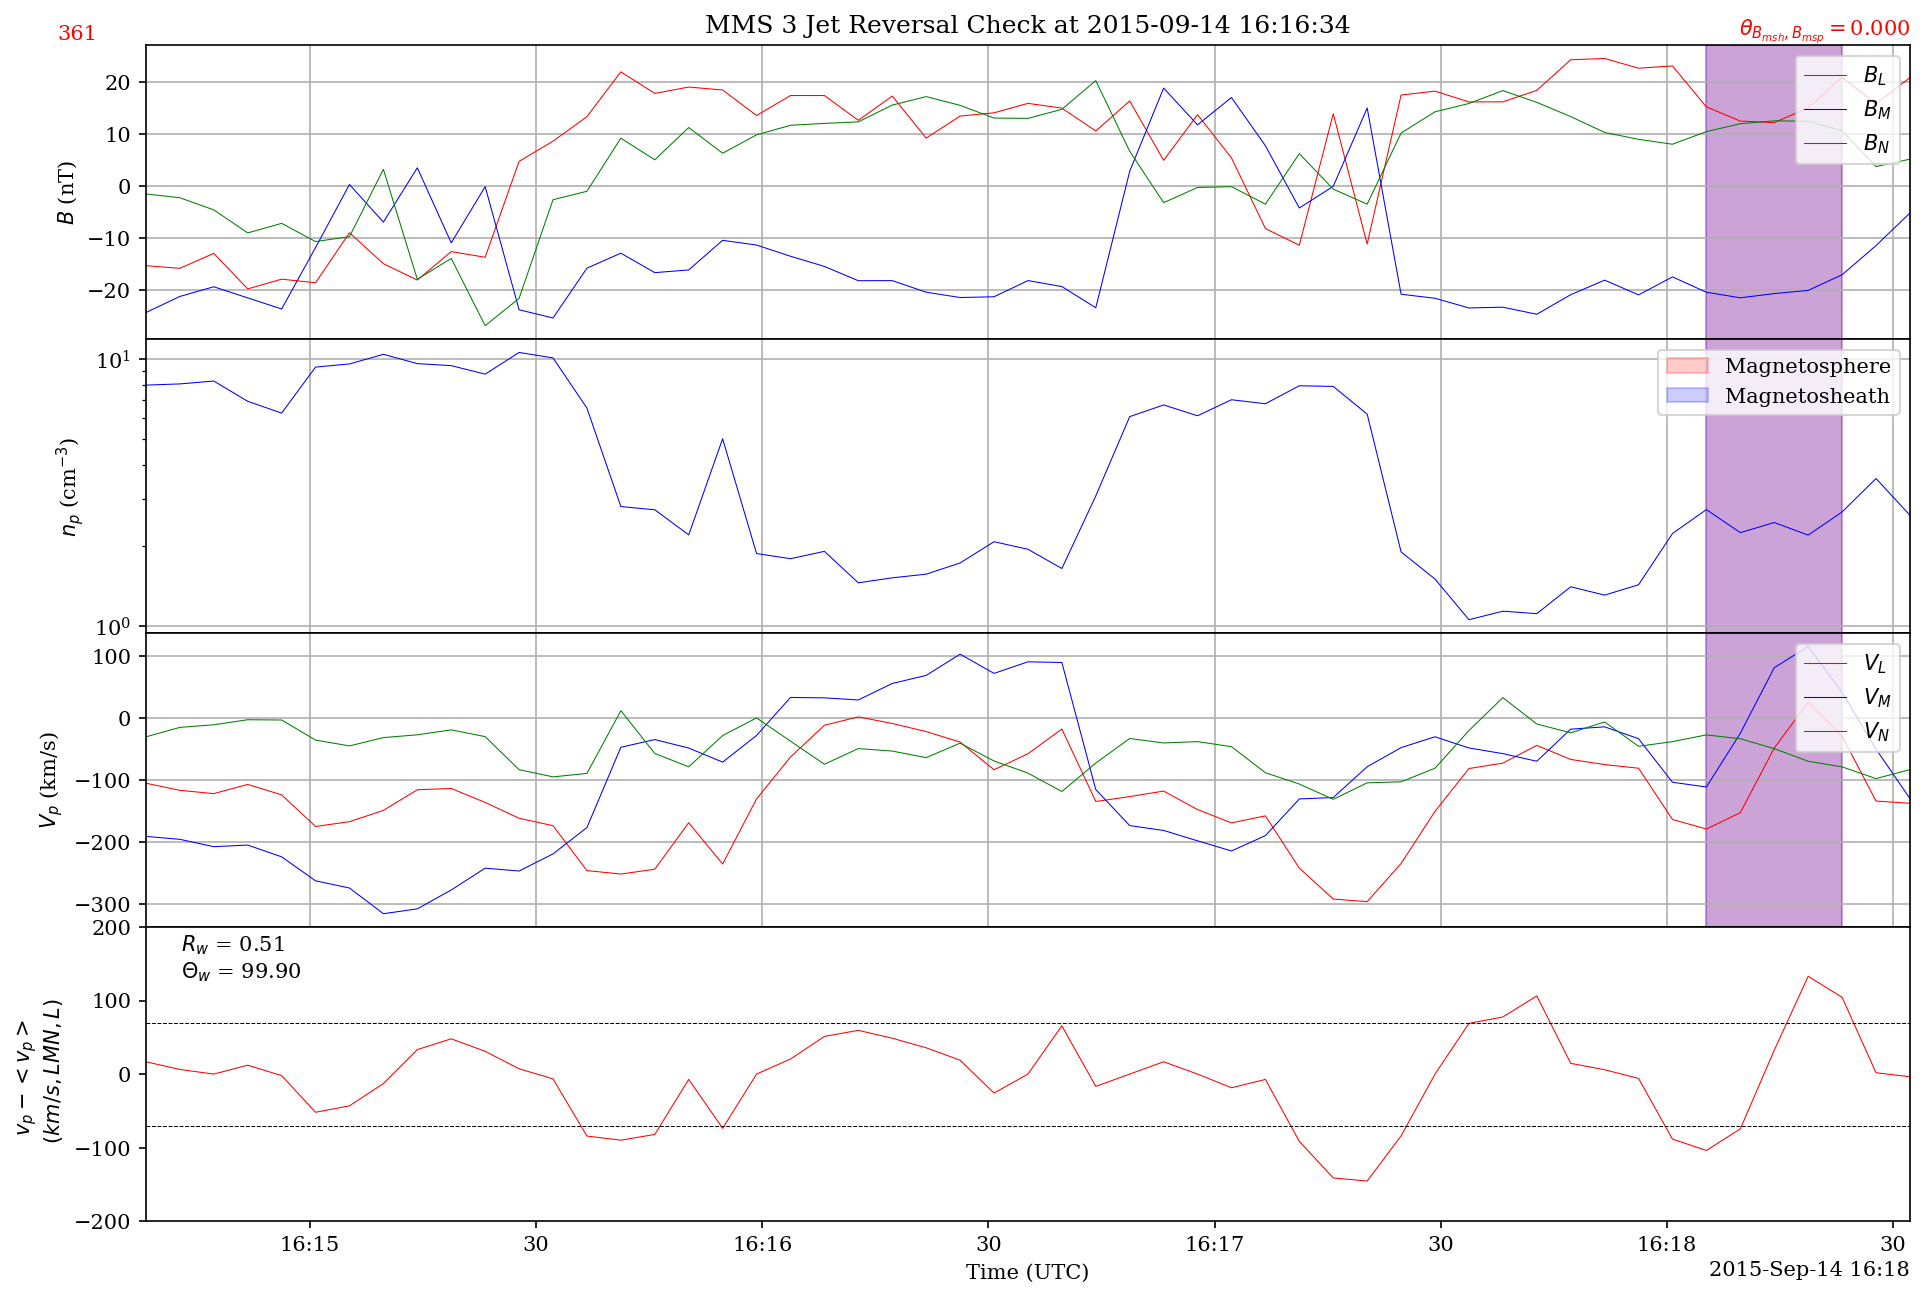 MMS 3 Jet Reversal Check at 2015-09-14 16:16:34
361
θ_{B_{msh}, B_{msp}} = 0.000
20
10
0
−10
−20
B (nT)
B_L
B_M
B_N
10^1
10^0
n_p (cm^{−3})
Magnetosphere
Magnetosheath
100
0
−100
−200
−300
V_p (km/s)
V_L
V_M
V_N
200
100
0
−100
−200
v_p − < v_p >
(km/s, LMN, L)
R_w = 0.51
Θ_w = 99.90
16:15 30 16:16 30 16:17 30 16:18 30
Time (UTC)
2015-Sep-14 16:18